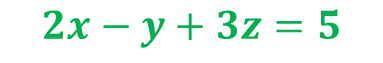 2x − y + 3z = 5